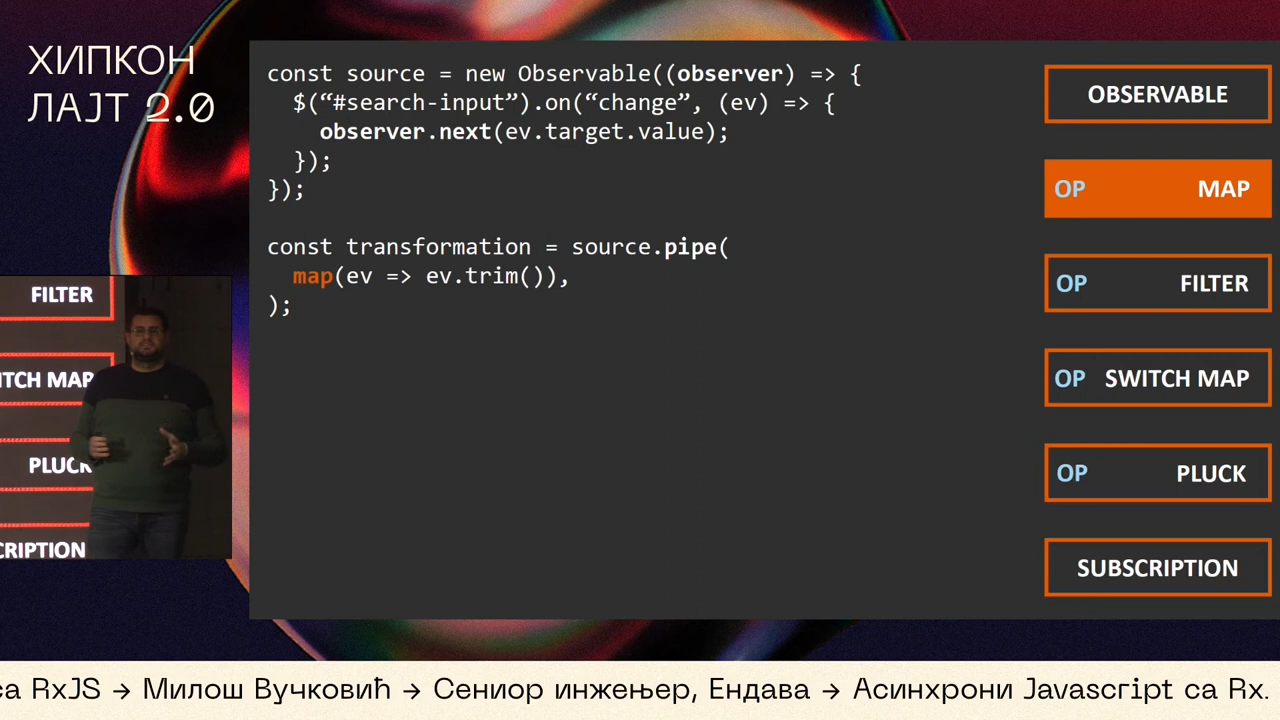 ХИПКОН
ЛАЈТ 2.0
const source = new Observable((observer) => {
  $(“#search-input”).on(“change”, (ev) => {
    observer.next(ev.target.value);
  });
});
const transformation = source.pipe(
  map(ev => ev.trim()),
);
OBSERVABLE
OP MAP
OP FILTER
OP SWITCH MAP
OP PLUCK
SUBSCRIPTION
FILTER
ITCH MAP
PLUCK
CRIPTION
са RxJS → Милош Вучковић → Сениор инжењер, Ендава → Асинхрони Javascript са Rx.